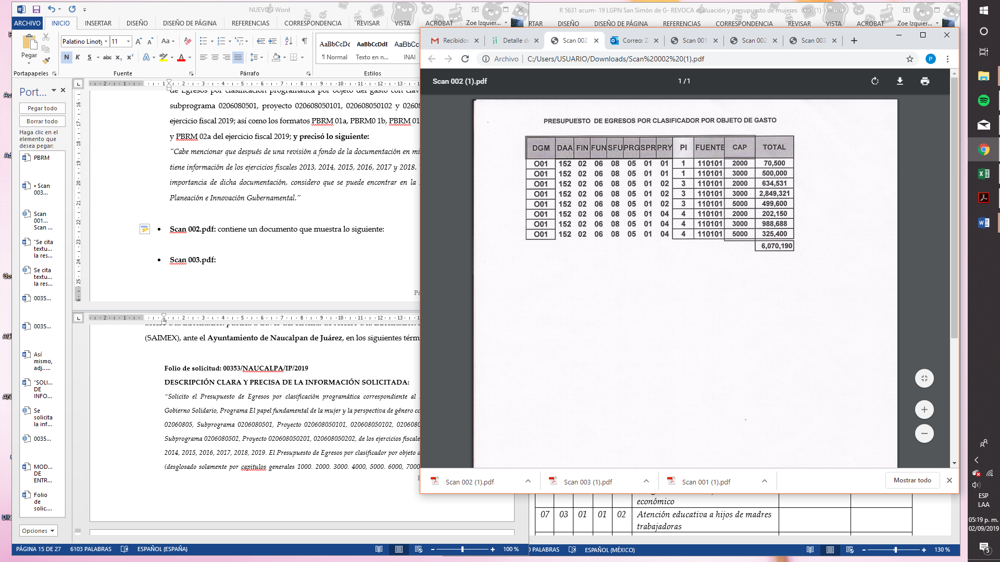 NUEVO - Word
ARCHIVO INICIO INSERTAR DISEÑO DISEÑO DE PÁGINA REFERENCIAS CORRESPONDENCIA REVISAR VISTA ACROBAT Zoe Izquier...
Palatino Linoty 11
Pegar
N K S abc x₂ x²
AaBbCcDc AaBbCcDdE AaBbC
¶ Normal Texto en n... INAI
Portapapeles Fuente Párrafo Estilos
Port...
Pegar todo
Borrar todo
Haga clic en el
elemento que
desea pegar:
PBRM
• Scan
003...
Scan
001...
Scan ...
"Se cita
textu...
la res...
Se cita
textu...
la res...
0035...
0035...
Así
mismo,
adj.....
"SOLI...
DE
INFO...
Se
solicita
la inf...
0035...
MOD...
DE
ENTR...
Folio
de
solic....
Opciones
de Egresos por clasificación programática por objeto del gasto con clav
subprograma 0206080501, proyecto 020608050101, 020608050102 y 02060
ejercicio fiscal 2019; así como los formatos PBRM 01a, PBRM0 1b, PBRM 01
y PBRM 02a del ejercicio fiscal 2019; y precisó lo siguiente:
“Cabe mencionar que después de una revisión a fondo de la documentación en mi
tiene información de los ejercicios fiscales 2013, 2014, 2015, 2016, 2017 y 2018.
importancia de dicha documentación, considero que se puede encontrar en la
Planeación e Innovación Gubernamental.”
• Scan 002.pdf: contiene un documento que muestra lo siguiente:
• Scan 003.pdf:
(SAIMEX), ante el Ayuntamiento de Naucalpan de Juárez, en los siguientes térm
Folio de solicitud: 00353/NAUCALPA/IP/2019
DESCRIPCIÓN CLARA Y PRECISA DE LA INFORMACIÓN SOLICITADA:
“Solicito el Presupuesto de Egresos por clasificación programática correspondiente al
Gobierno Solidario, Programa El papel fundamental de la mujer y la perspectiva de género co
02060805, Subprograma 0206080501, Proyecto 020608050101, 020608050102, 020608
Subprograma 0206080502, Proyecto 020608050201, 020608050202, de los ejercicios fiscale
2014, 2015, 2016, 2017, 2018, 2019. El Presupuesto de Egresos por clasificador por objeto
(desglosado solamente por capitulos generales 1000. 2000. 3000. 4000, 5000. 6000, 7000
PÁGINA 15 DE 27 6103 PALABRAS ESPAÑOL (ESPAÑA) 100 %
R 5631 acum- 19 LGPN San Simón de G- REVOCA evaluación y presupuesto de mujeres KRP (1) - Word
RTAR DISEÑO DISEÑO DE PÁGINA REFERENCIAS CORRESPONDENCIA REVISAR VISTA ACROBAT Zoe Izquier...
Recibidos Detalle de Scan 002 Correo: Z Scan 001 Scan 002 Scan 003
Archivo C:/Users/USUARIO/Downloads/Scan%20002%20(1).pdf P
Scan 002 (1).pdf 1 / 1
PRESUPUESTO DE EGRESOS POR CLASIFICADOR POR OBJETO DE GASTO
DGM DAA FIN FUN SFU PRG SPR PRY PI FUENTE CAP TOTAL
O01 152 02 06 08 05 01 01 1 110101 2000 70,500
O01 152 02 06 08 05 01 01 1 110101 3000 500,000
O01 152 02 06 08 05 01 02 3 110101 2000 634,531
O01 152 02 06 08 05 01 02 3 110101 3000 2,849,321
O01 152 02 06 08 05 01 02 3 110101 5000 499,600
O01 152 02 06 08 05 01 04 4 110101 2000 202,150
O01 152 02 06 08 05 01 04 4 110101 3000 988,688
O01 152 02 06 08 05 01 04 4 110101 5000 325,400
6,070,190
Scan 002 (1).pdf Scan 003 (1).pdf Scan 001 (1).pdf Mostrar todo
económico
07 03 01 01 02 Atención educativa a hijos de madres
trabajadoras
PALABRAS ESPAÑOL (MÉXICO) 130 %
ESP
LAA
05:19 p. m.
02/09/2019
5